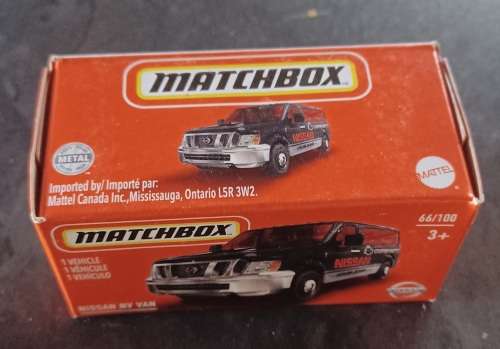 MATCHBOX
NISSAN
METAL
MATTEL
Imported by/ Importé par:
Mattel Canada Inc.,Mississauga, Ontario L5R 3W2.
MATCHBOX
66/100
3+
1 VEHICLE
1 VÉHICULE
1 VEHÍCULO
NISSAN
NISSAN NV VAN